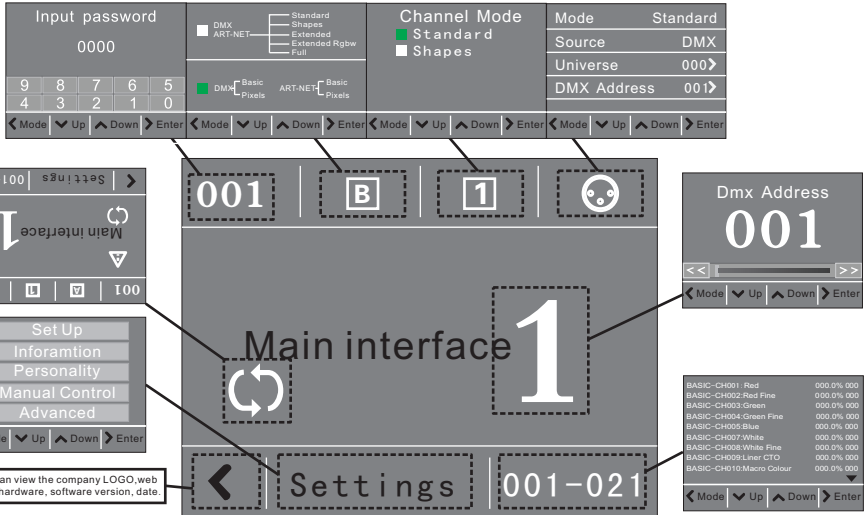 Input password
0000
9 8 7 6 5
4 3 2 1 0
Mode Up Down Enter
DMX
ART-NET
Standard
Shapes
Extended
Extended Rgbw
Full
DMX
Basic
Pixels
ART-NET
Basic
Pixels
Mode Up Down Enter
Channel Mode
Standard
Shapes
Mode Up Down Enter
Mode Standard
Source DMX
Universe 000
DMX Address 001
Mode Up Down Enter
001 B 1
Main interface 1
Settings 001-021
Settings 001
Main interface 1
1 A 001
Set Up
Inforamtion
Personality
Manual Control
Advanced
Up Down Enter
view the company LOGO,web
hardware, software version, date.
Dmx Address
001
<< >>
Mode Up Down Enter
BASIC-CH001: Red 000.0% 000
BASIC-CH002:Red Fine 000.0% 000
BASIC-CH003:Green 000.0% 000
BASIC-CH004:Green Fine 000.0% 000
BASIC-CH005:Blue 000.0% 000
BASIC-CH007:White 000.0% 000
BASIC-CH008:White Fine 000.0% 000
BASIC-CH009:Liner CTO 000.0% 000
BASIC-CH010:Macro Colour 000.0% 000
Mode Up Down Enter